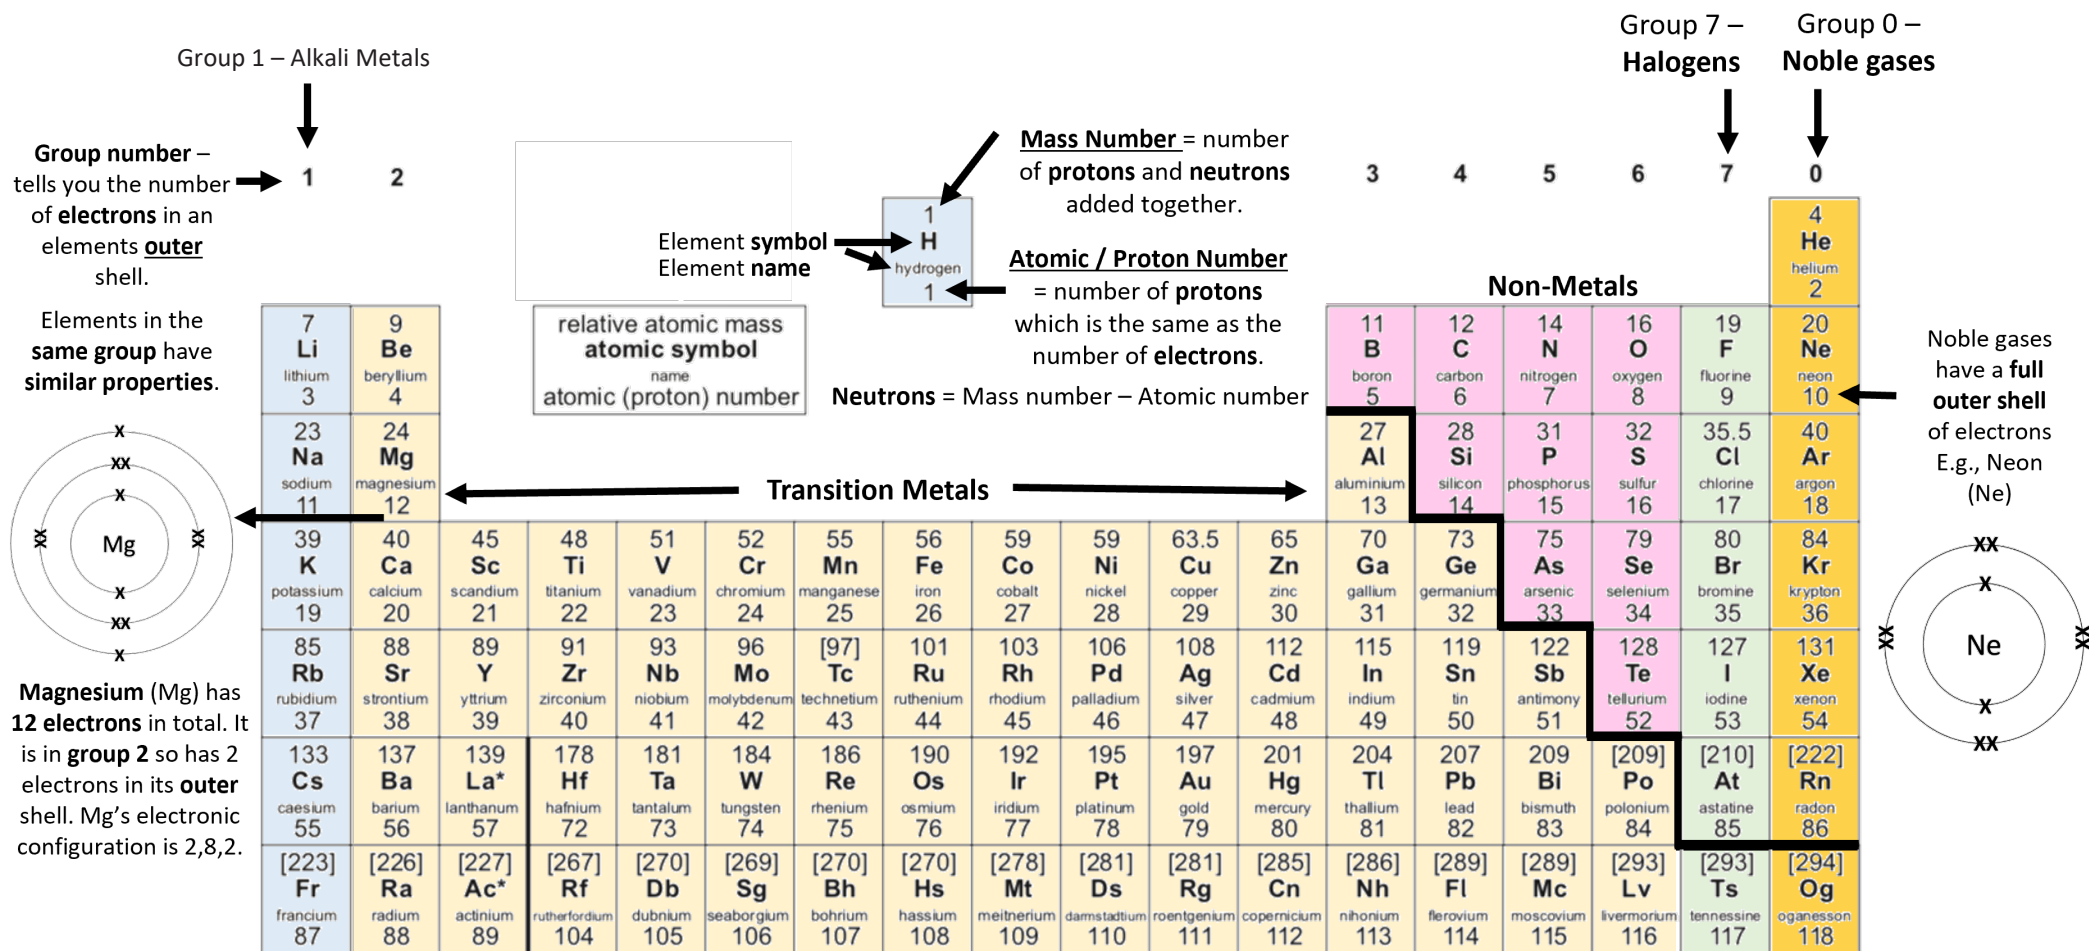 Group 7 –
Halogens
Group 0 –
Noble gases
Group 1 – Alkali Metals
Group number –
tells you the number
of electrons in an
elements outer
shell.
Elements in the
same group have
similar properties.
1 2 3 4 5 6 7 0
Mass Number = number
of protons and neutrons
added together.
Element symbol
Element name
1
H
hydrogen
1
Atomic / Proton Number
= number of protons
which is the same as the
number of electrons.
Neutrons = Mass number – Atomic number
relative atomic mass
atomic symbol
name
atomic (proton) number
Non-Metals
Transition Metals
4
He
helium
2
7 9 11 12 14 16 19 20
Li Be B C N O F Ne
lithium beryllium boron carbon nitrogen oxygen fluorine neon
3 4 5 6 7 8 9 10
23 24 27 28 31 32 35.5 40
Na Mg Al Si P S Cl Ar
sodium magnesium aluminium silicon phosphorus sulfur chlorine argon
11 12 13 14 15 16 17 18
39 40 45 48 51 52 55 56 59 59 63.5 65 70 73 75 79 80 84
K Ca Sc Ti V Cr Mn Fe Co Ni Cu Zn Ga Ge As Se Br Kr
potassium calcium scandium titanium vanadium chromium manganese iron cobalt nickel copper zinc gallium germanium arsenic selenium bromine krypton
19 20 21 22 23 24 25 26 27 28 29 30 31 32 33 34 35 36
85 88 89 91 93 96 [97] 101 103 106 108 112 115 119 122 128 127 131
Rb Sr Y Zr Nb Mo Tc Ru Rh Pd Ag Cd In Sn Sb Te I Xe
rubidium strontium yttrium zirconium niobium molybdenum technetium ruthenium rhodium palladium silver cadmium indium tin antimony tellurium iodine xenon
37 38 39 40 41 42 43 44 45 46 47 48 49 50 51 52 53 54
133 137 139 178 181 184 186 190 192 195 197 201 204 207 209 [209] [210] [222]
Cs Ba La* Hf Ta W Re Os Ir Pt Au Hg Tl Pb Bi Po At Rn
caesium barium lanthanum hafnium tantalum tungsten rhenium osmium iridium platinum gold mercury thallium lead bismuth polonium astatine radon
55 56 57 72 73 74 75 76 77 78 79 80 81 82 83 84 85 86
[223] [226] [227] [267] [270] [269] [270] [270] [278] [281] [281] [285] [286] [289] [289] [293] [293] [294]
Fr Ra Ac* Rf Db Sg Bh Hs Mt Ds Rg Cn Nh Fl Mc Lv Ts Og
francium radium actinium rutherfordium dubnium seaborgium bohrium hassium meitnerium darmstadtium roentgenium copernicium nihonium flerovium moscovium livermorium tennessine oganesson
87 88 89 104 105 106 107 108 109 110 111 112 113 114 115 116 117 118
X
XX
X
XX Mg XX
X
XX
X
Magnesium (Mg) has
12 electrons in total. It
is in group 2 so has 2
electrons in its outer
shell. Mg’s electronic
configuration is 2,8,2.
Noble gases
have a full
outer shell
of electrons
E.g., Neon
(Ne)
XX
X
XX Ne XX
X
XX